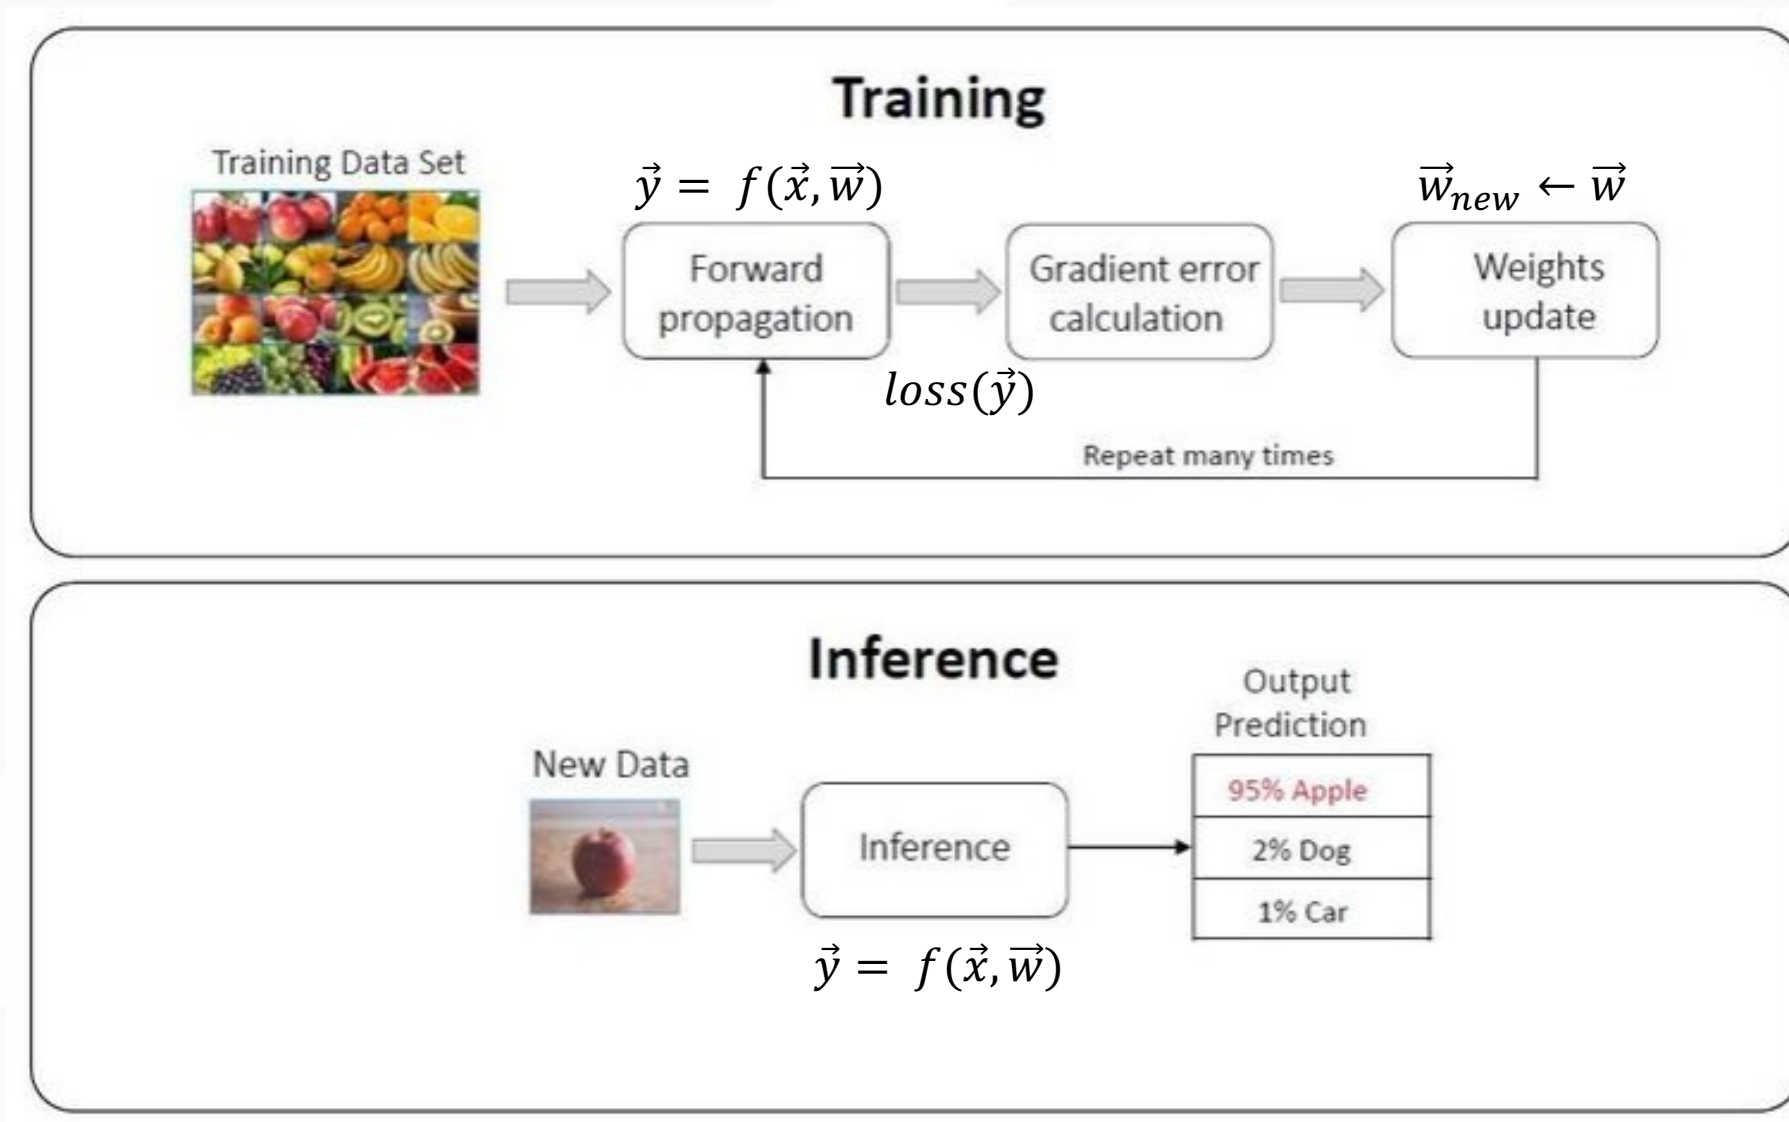 Training
Training Data Set
y⃗ = f(x⃗, w⃗)
w⃗new ← w⃗
Forward
propagation
Gradient error
calculation
Weights
update
loss(y⃗)
Repeat many times
Inference
Output
Prediction
New Data
95% Apple
Inference
2% Dog
1% Car
y⃗ = f(x⃗, w⃗)